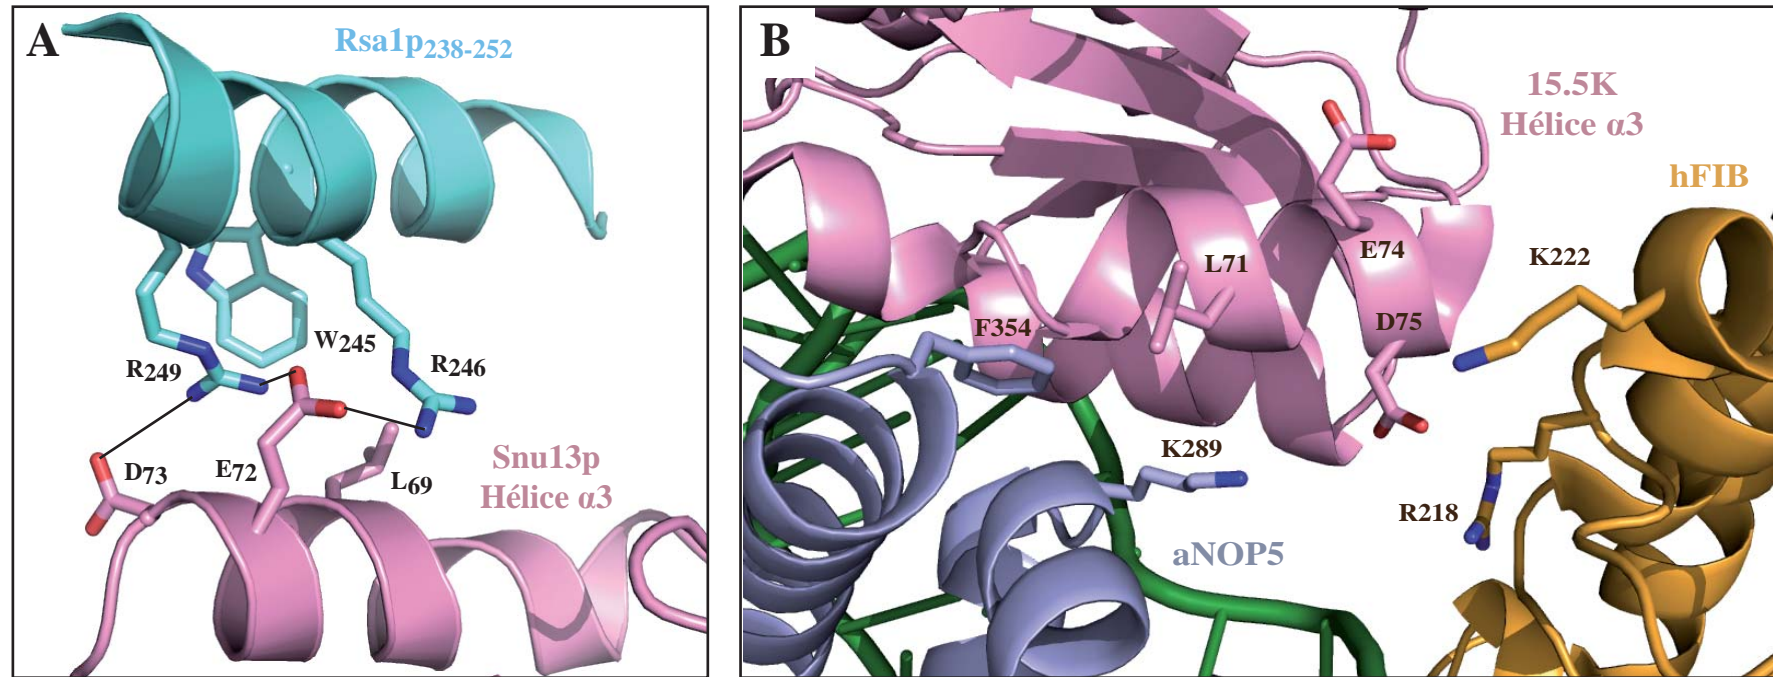 A
Rsa1p238-252
R249
W245
R246
D73
E72
L69
Snu13p
Hélice α3
B
15.5K
Hélice α3
hFIB
E74
K222
L71
D75
F354
K289
R218
aNOP5